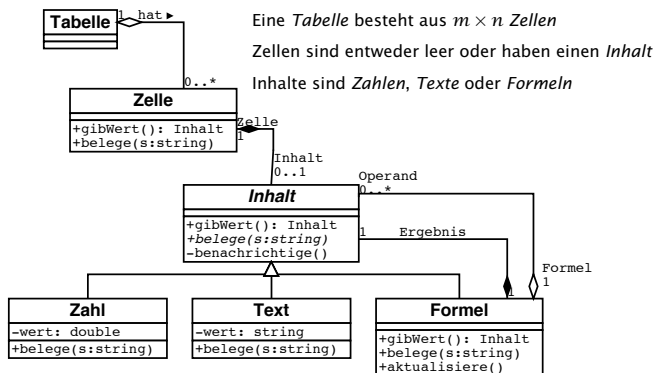 Tabelle
1 hat ▶
0..*
Eine Tabelle besteht aus m × n Zellen
Zellen sind entweder leer oder haben einen Inhalt
Inhalte sind Zahlen, Texte oder Formeln
Zelle
+gibWert(): Inhalt
+belege(s:string)
Zelle
1
Inhalt
0..1
Operand
0..*
Inhalt
+gibWert(): Inhalt
+belege(s:string)
-benachrichtige()
1 Ergebnis
1
Formel
1
Zahl
-wert: double
+belege(s:string)
Text
-wert: string
+belege(s:string)
Formel
+gibWert(): Inhalt
+belege(s:string)
+aktualisiere()